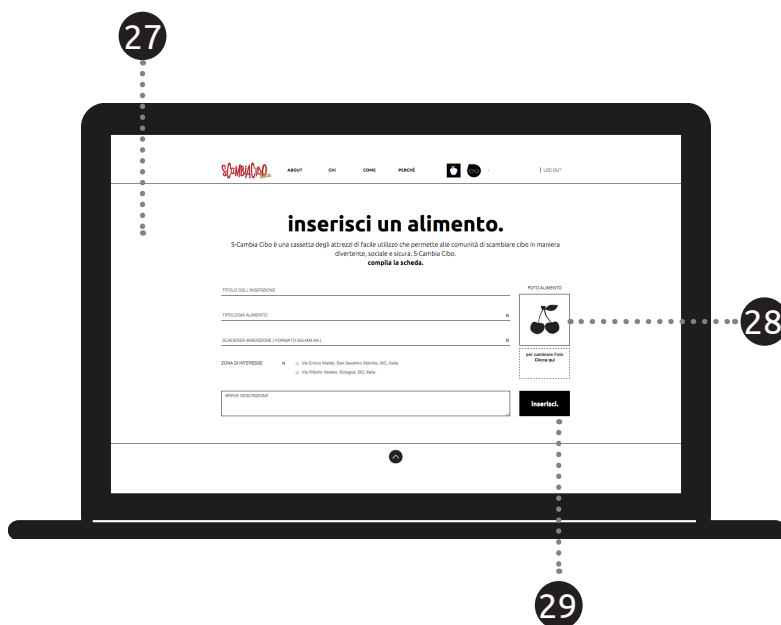 27
SCAMBIACIBO
ABOUT CHI COME PERCHÈ LOG OUT
inserisci un alimento.
S-Cambia Cibo è una cassetta degli attrezzi di facile utilizzo che permette alle comunità di scambiare cibo in maniera
divertente, sociale e sicura. S-Cambia Cibo.
compila la scheda.
TITOLO DELL'INSERZIONE
FOTO ALIMENTO
TIPOLOGIA ALIMENTO
28
SCADENZA INSERZIONE ( FORMATO GG.MM.AA )
per cambiare Foto
Clicca qui
ZONA DI INTERESSE
Via Enrico Mattei, San Severino Marche, MC, Italia
Via Vittorio Veneto, Bologna, BO, Italia
BREVE DESCRIZIONE
Inserisci.
29